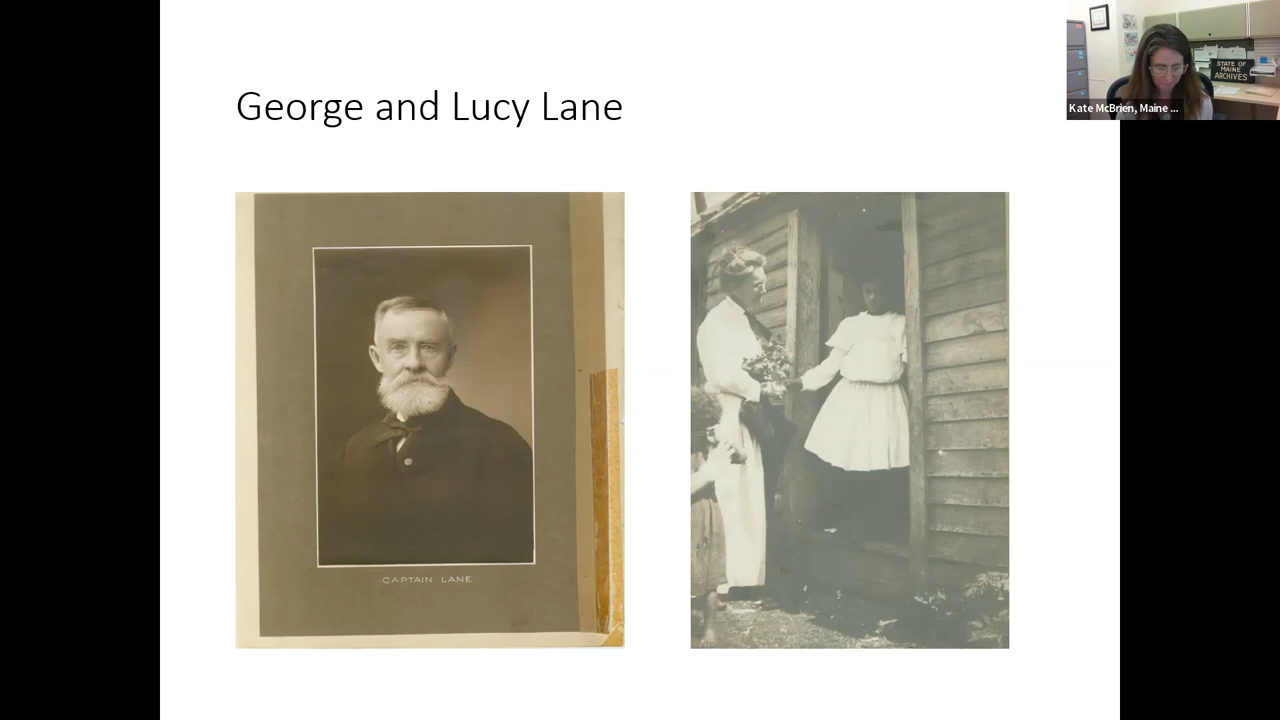 George and Lucy Lane
CAPTAIN LANE
STATE OF
MAINE
ARCHIVES
Kate McBrien, Maine ...